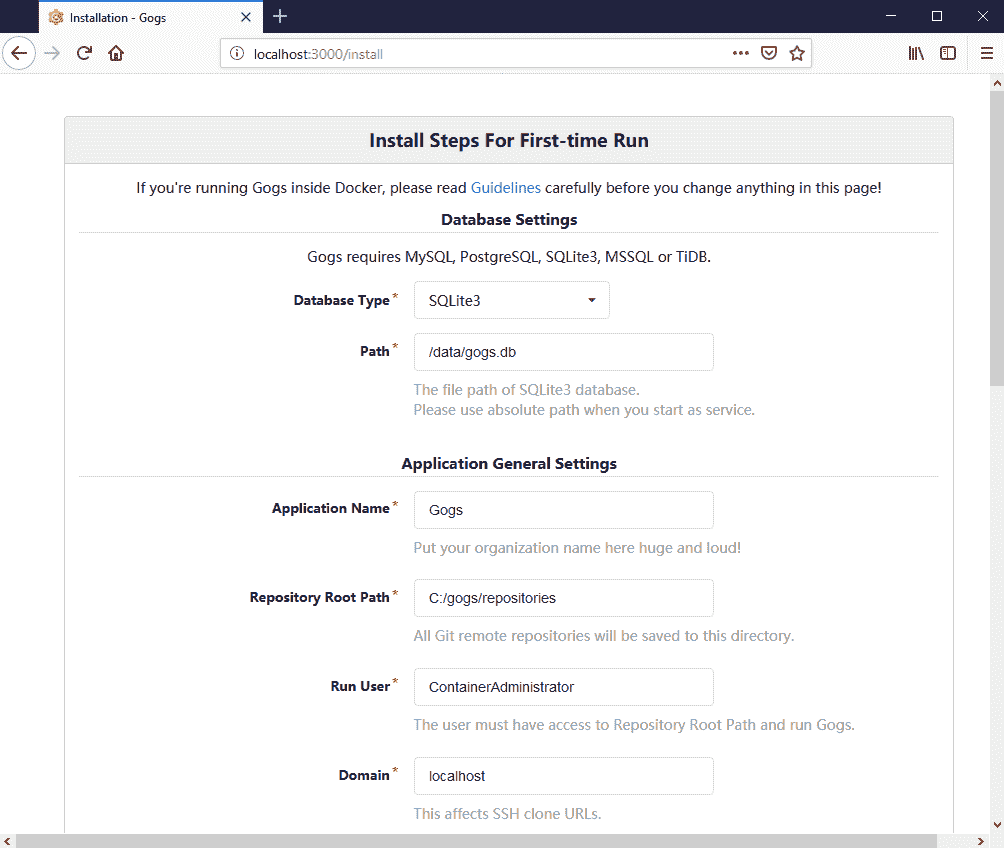 Installation - Gogs
localhost:3000/install
Install Steps For First-time Run
If you're running Gogs inside Docker, please read Guidelines carefully before you change anything in this page!
Database Settings
Gogs requires MySQL, PostgreSQL, SQLite3, MSSQL or TiDB.
Database Type* SQLite3
Path* /data/gogs.db
The file path of SQLite3 database.
Please use absolute path when you start as service.
Application General Settings
Application Name* Gogs
Put your organization name here huge and loud!
Repository Root Path* C:/gogs/repositories
All Git remote repositories will be saved to this directory.
Run User* ContainerAdministrator
The user must have access to Repository Root Path and run Gogs.
Domain* localhost
This affects SSH clone URLs.